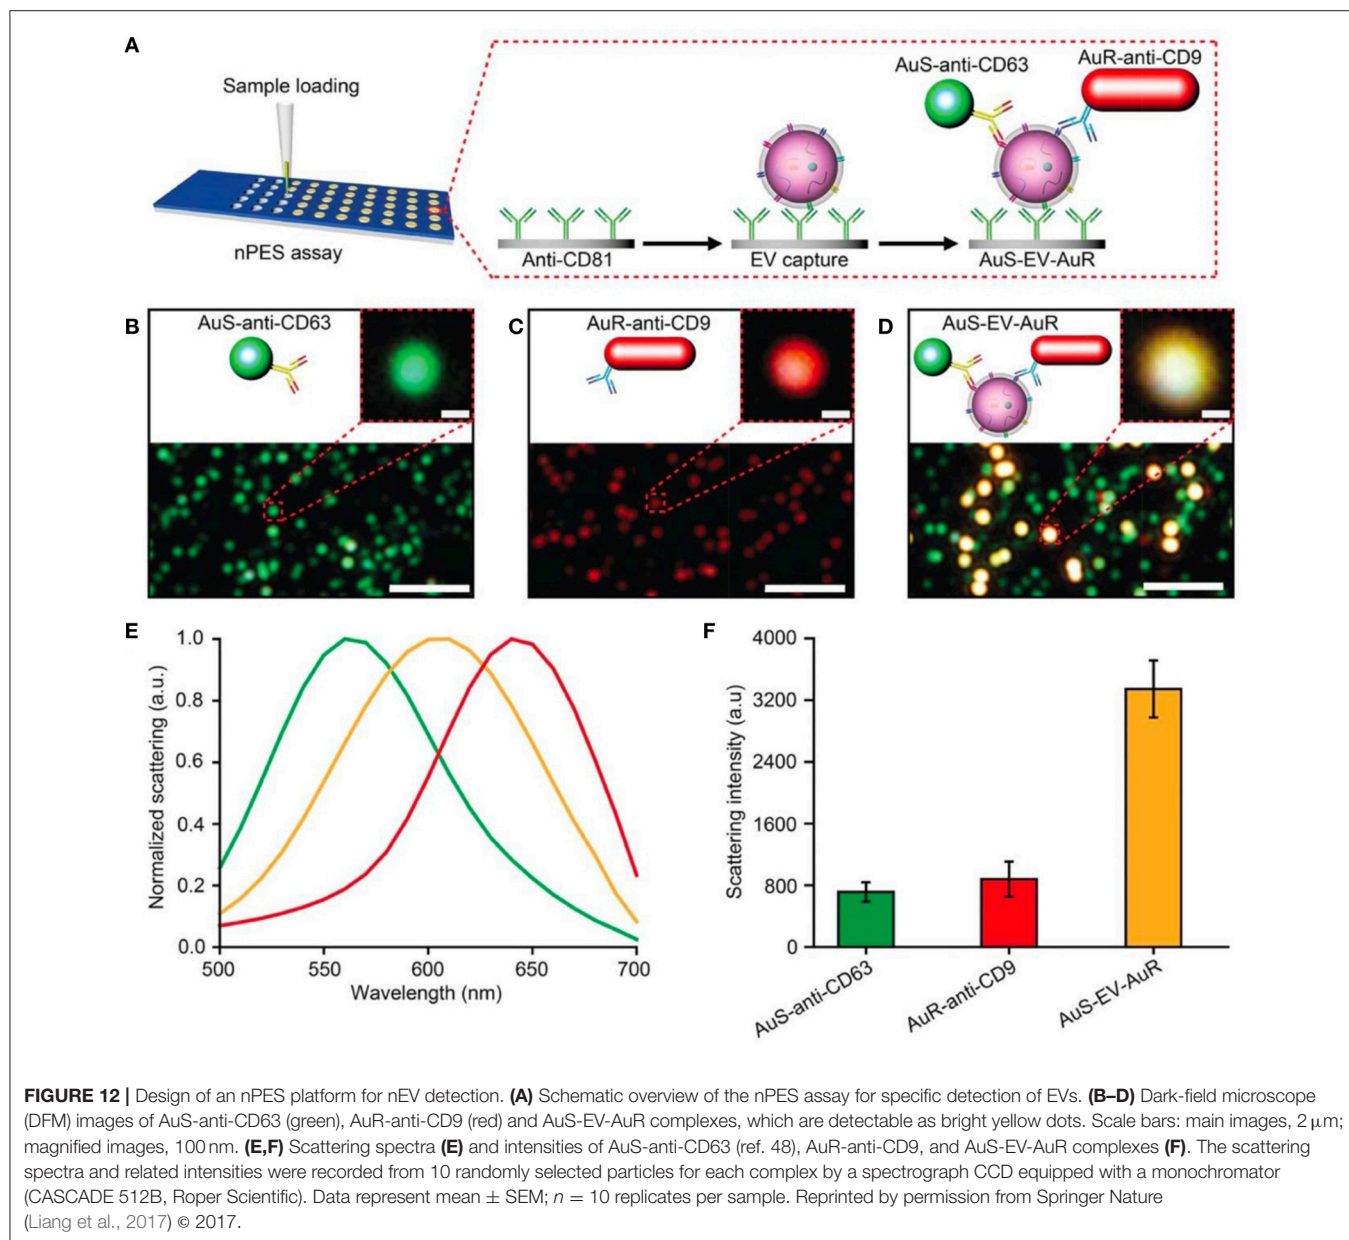 A
Sample loading
nPES assay
AuS-anti-CD63
AuR-anti-CD9
Anti-CD81
EV capture
AuS-EV-AuR
B
AuS-anti-CD63
C
AuR-anti-CD9
D
AuS-EV-AuR
E
Normalized scattering (a.u.)
1.0
0.8
0.6
0.4
0.2
0.0
500
550
600
650
700
Wavelength (nm)
F
Scattering intensity (a.u)
4000
3200
2400
1600
800
0
AuS-anti-CD63
AuR-anti-CD9
AuS-EV-AuR
FIGURE 12 | Design of an nPES platform for nEV detection. (A) Schematic overview of the nPES assay for specific detection of EVs. (B–D) Dark-field microscope
(DFM) images of AuS-anti-CD63 (green), AuR-anti-CD9 (red) and AuS-EV-AuR complexes, which are detectable as bright yellow dots. Scale bars: main images, 2 μm;
magnified images, 100 nm. (E,F) Scattering spectra (E) and intensities of AuS-anti-CD63 (ref. 48), AuR-anti-CD9, and AuS-EV-AuR complexes (F). The scattering
spectra and related intensities were recorded from 10 randomly selected particles for each complex by a spectrograph CCD equipped with a monochromator
(CASCADE 512B, Roper Scientific). Data represent mean ± SEM; n = 10 replicates per sample. Reprinted by permission from Springer Nature
(Liang et al., 2017) © 2017.